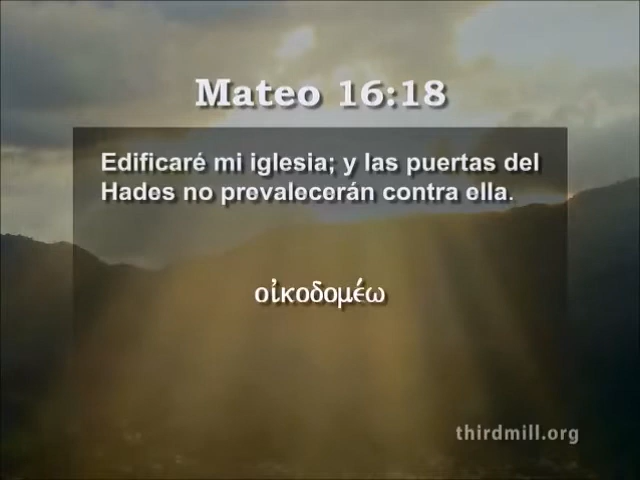 Mateo 16:18
Edificaré mi iglesia; y las puertas del
Hades no prevalecerán contra ella.
οἰκοδομέω
thirdmill.org